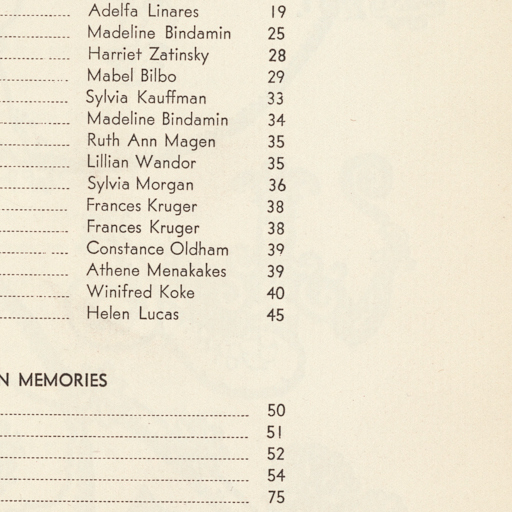 Adelfa Linares 19
Madeline Bindamin 25
Harriet Zatinsky 28
Mabel Bilbo 29
Sylvia Kauffman 33
Madeline Bindamin 34
Ruth Ann Magen 35
Lillian Wandor 35
Sylvia Morgan 36
Frances Kruger 38
Frances Kruger 38
Constance Oldham 39
Athene Menakakes 39
Winifred Koke 40
Helen Lucas 45
N MEMORIES
50
51
52
54
75